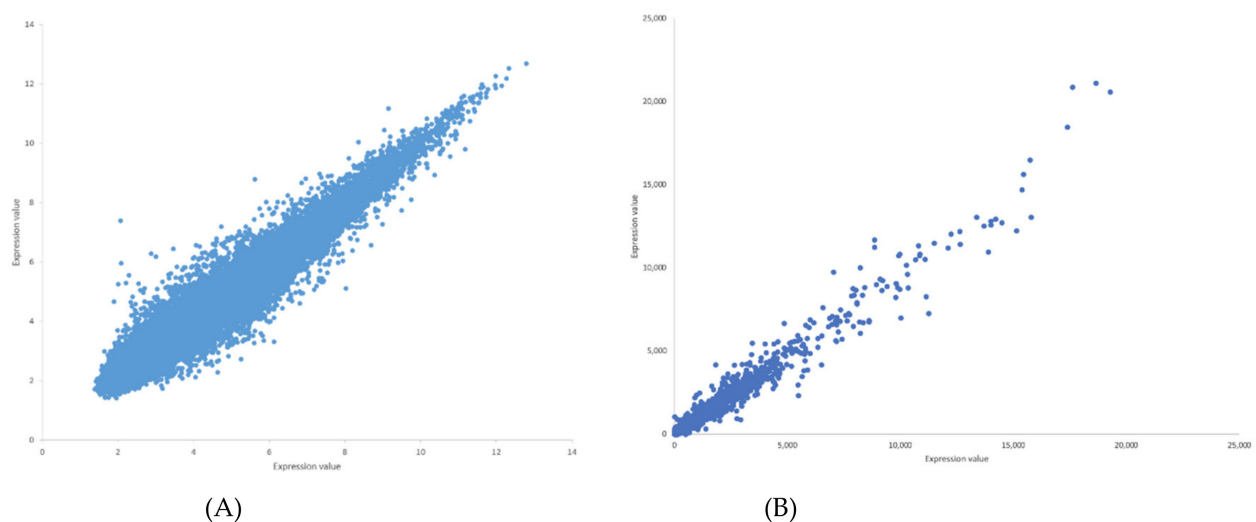 14
12
10
8
6
4
2
0
Expression value
0 2 4 6 8 10 12 14
Expression value
(A)
25,000
20,000
15,000
10,000
5,000
0
Expression value
0 5,000 10,000 15,000 20,000 25,000
Expression value
(B)